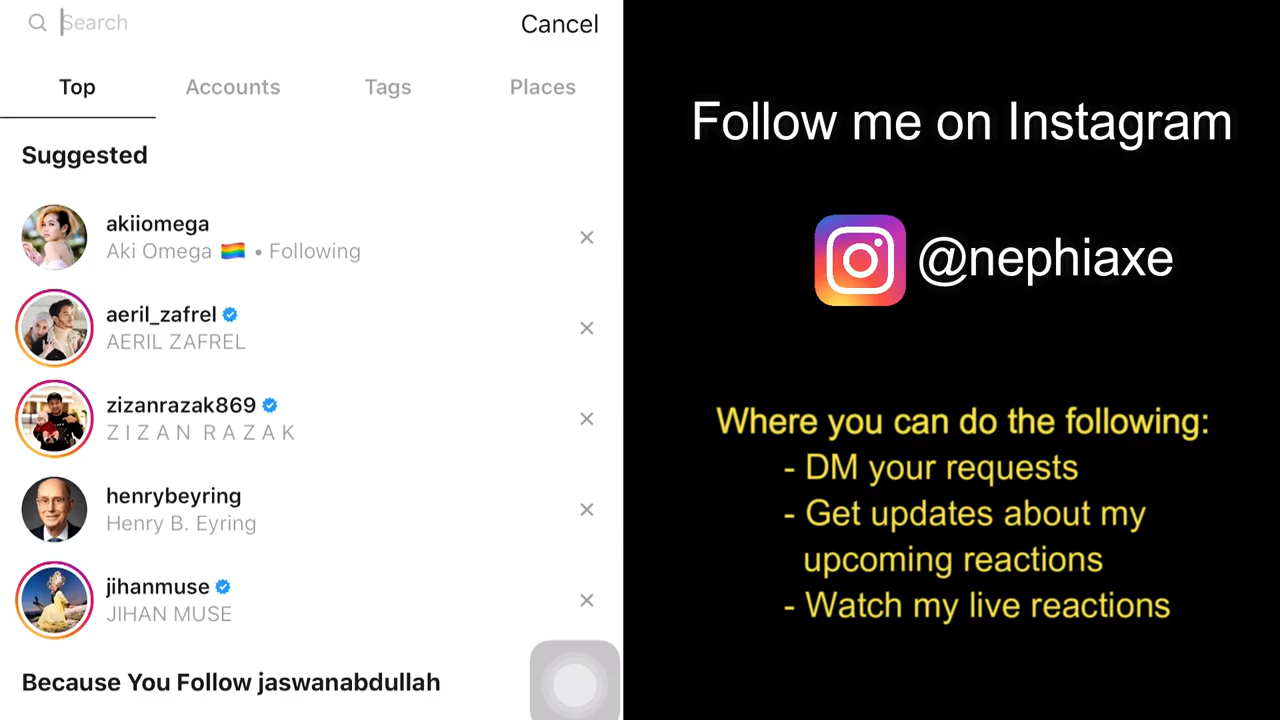 Search
Cancel
Top
Accounts
Tags
Places
Suggested
akiiomega
Aki Omega 🏳️‍🌈 • Following
aeril_zafrel
AERIL ZAFREL
zizanrazak869
Z I Z A N R A Z A K
henrybeyring
Henry B. Eyring
jihanmuse
JIHAN MUSE
Because You Follow jaswanabdullah
Follow me on Instagram
@nephiaxe
Where you can do the following:
- DM your requests
- Get updates about my
upcoming reactions
- Watch my live reactions